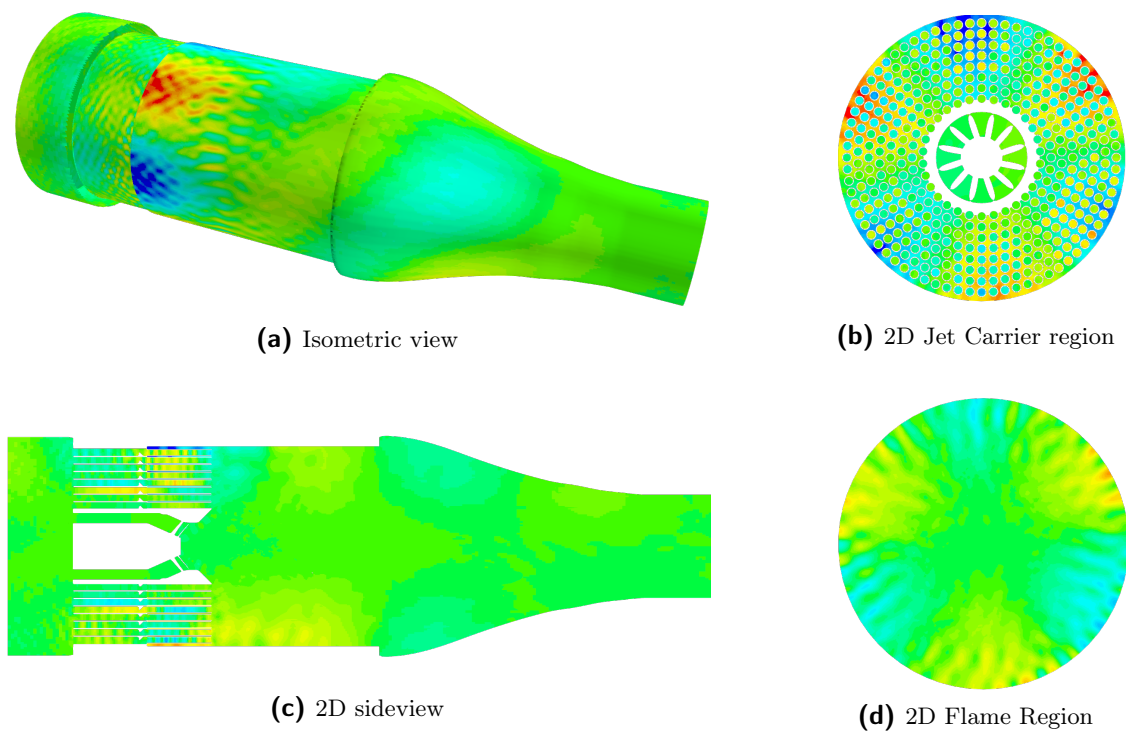 (a) Isometric view
(b) 2D Jet Carrier region
(c) 2D sideview
(d) 2D Flame Region